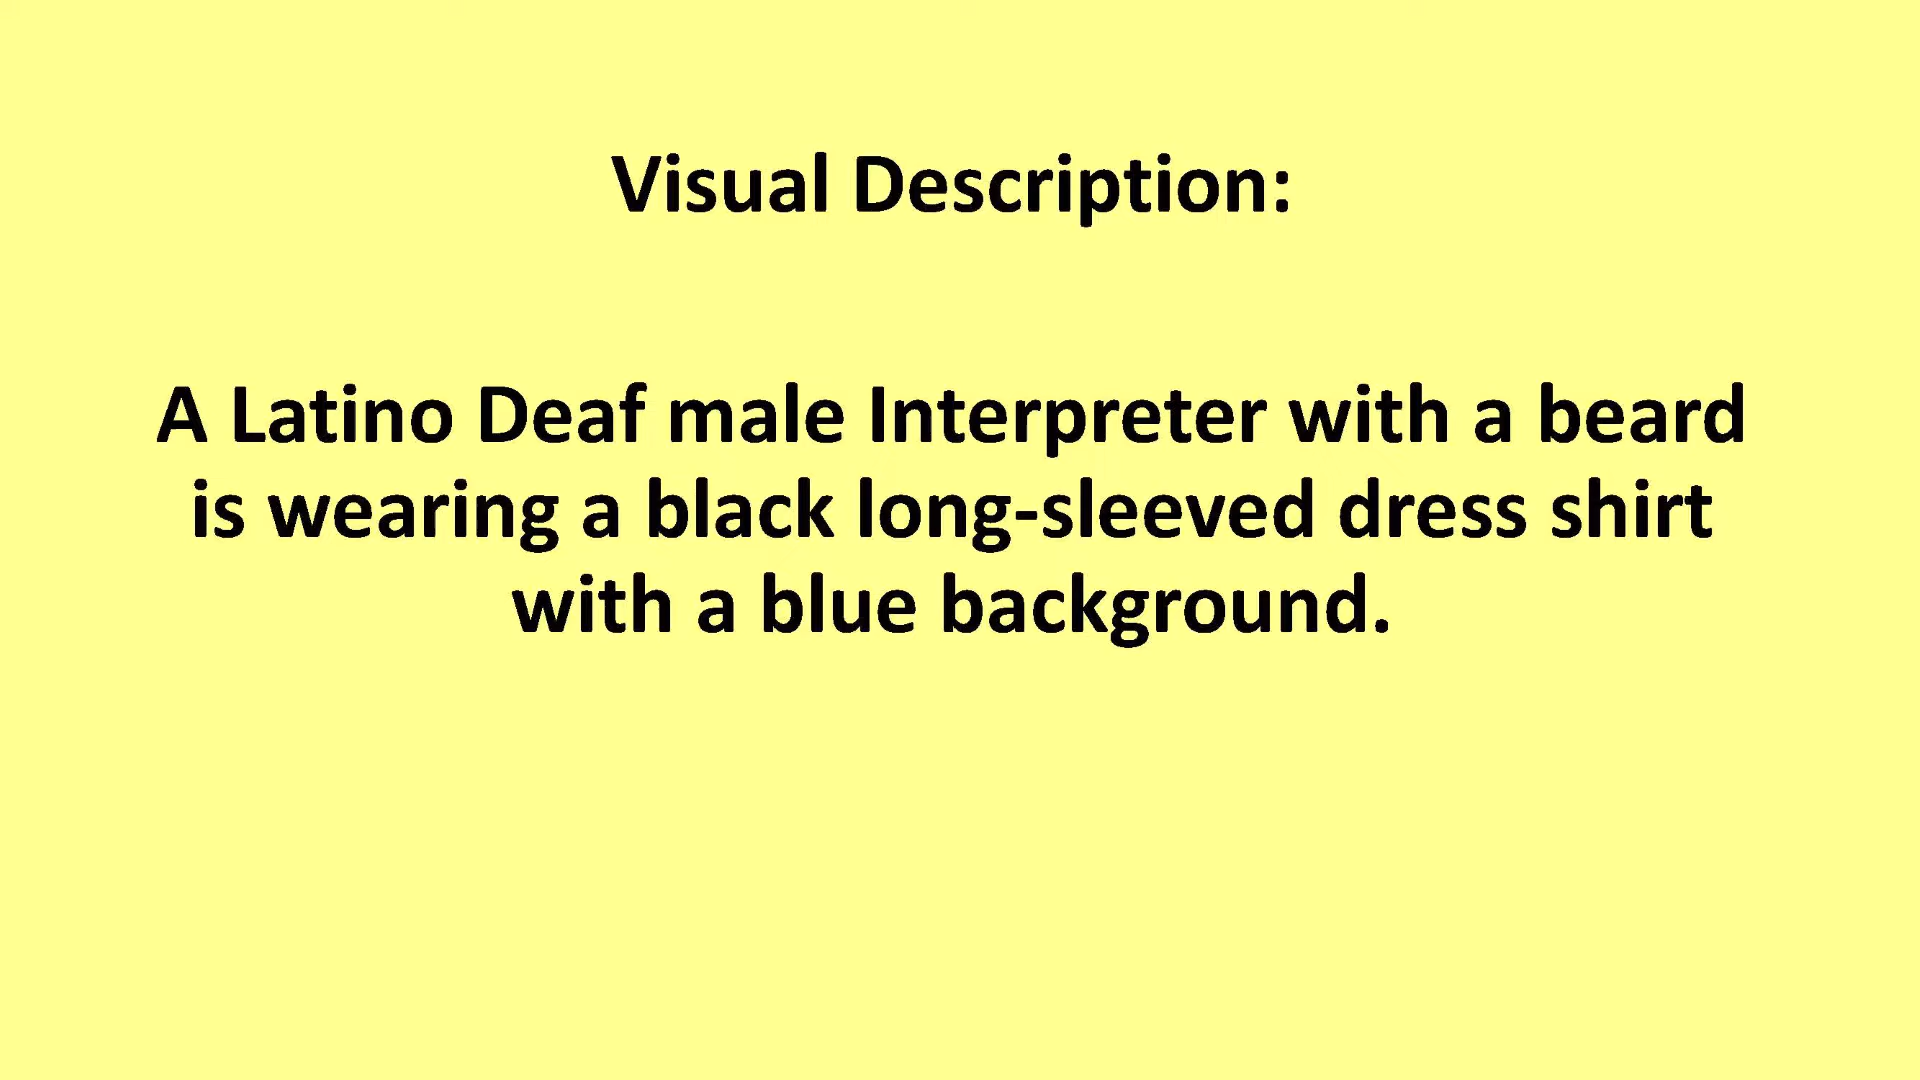 Visual Description:
A Latino Deaf male Interpreter with a beard
is wearing a black long-sleeved dress shirt
with a blue background.